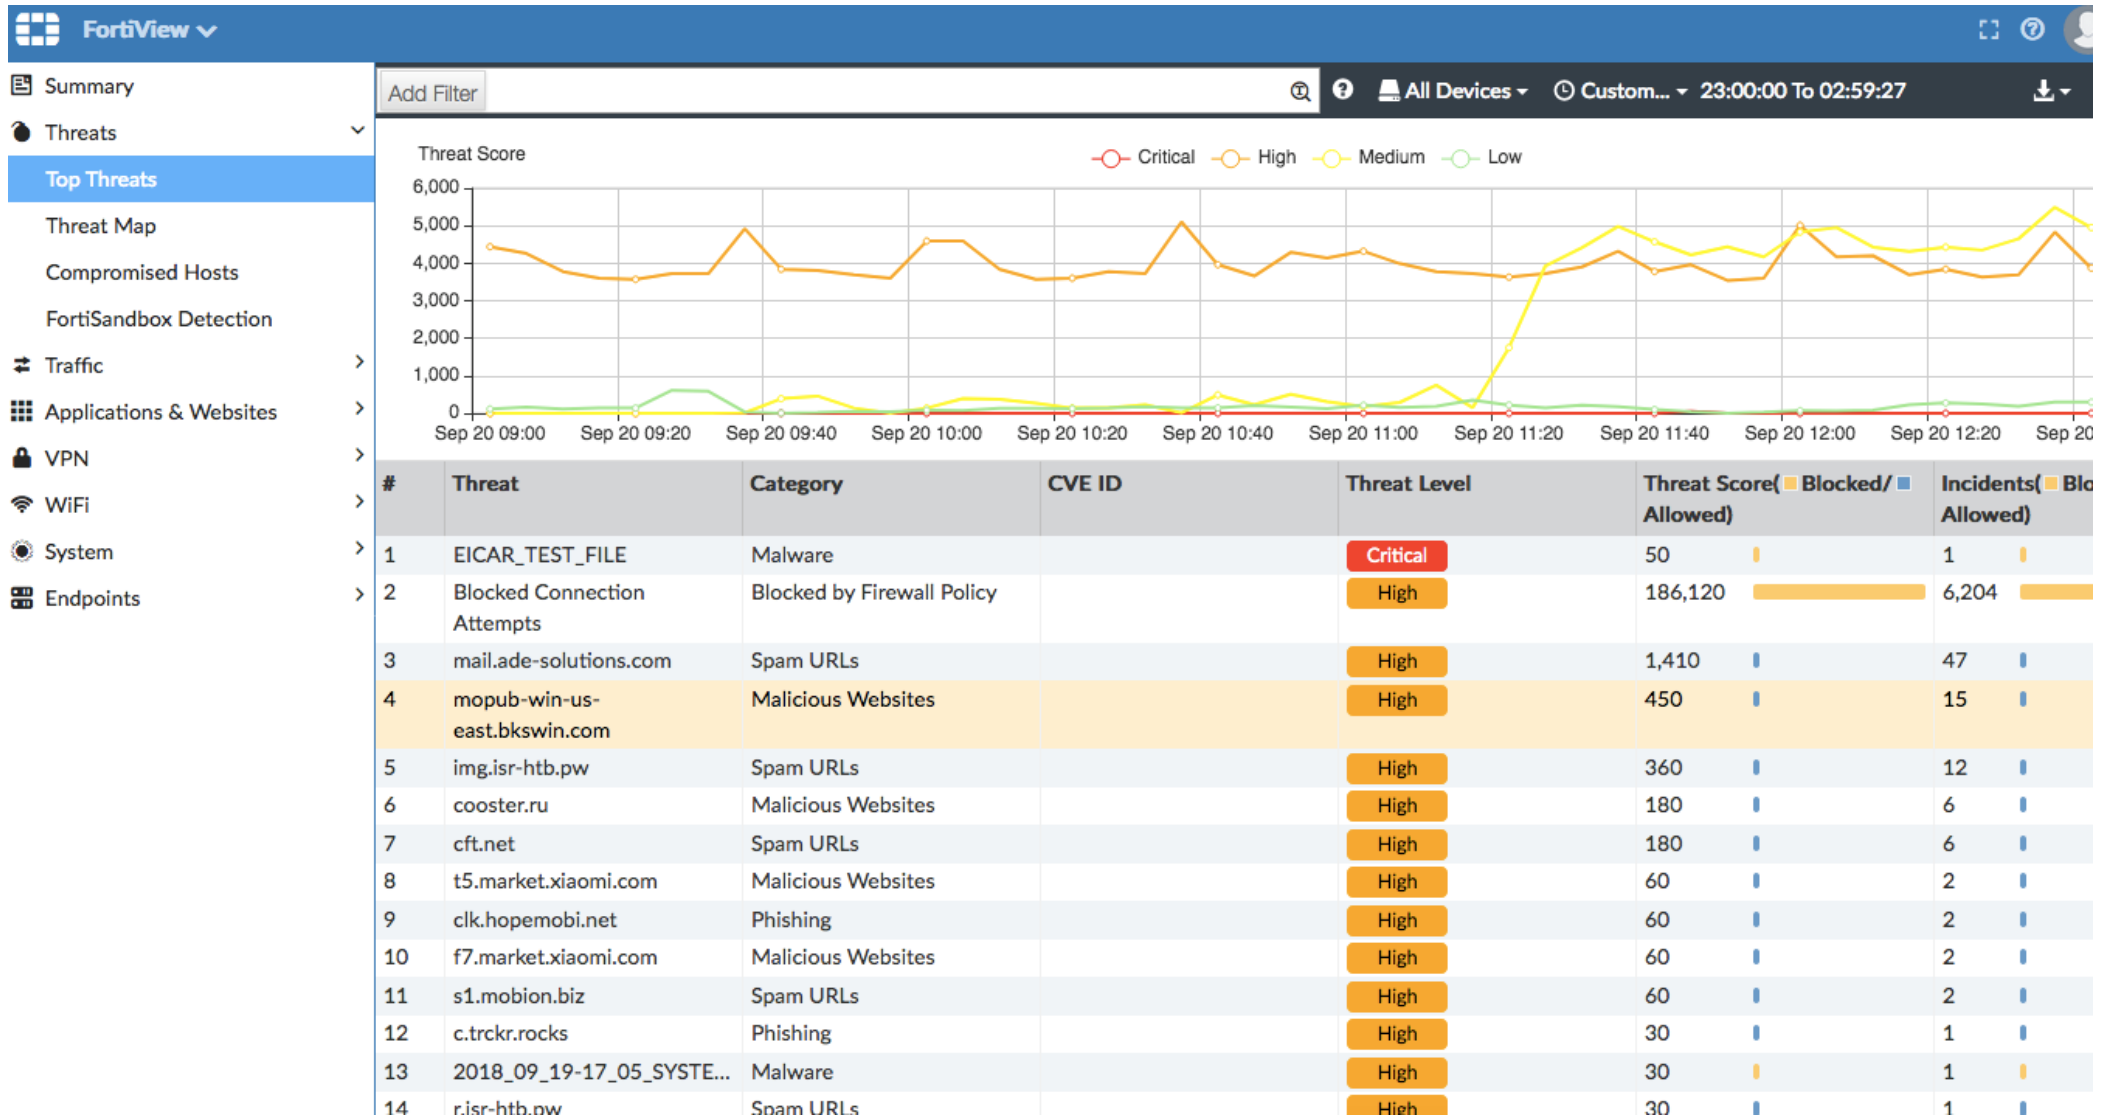 FortiView
Summary
Threats
Top Threats
Threat Map
Compromised Hosts
FortiSandbox Detection
Traffic
Applications & Websites
VPN
WiFi
System
Endpoints
Add Filter
All Devices
Custom... 23:00:00 To 02:59:27
Threat Score
Critical High Medium Low
6,000
5,000
4,000
3,000
2,000
1,000
0
Sep 20 09:00 Sep 20 09:20 Sep 20 09:40 Sep 20 10:00 Sep 20 10:20 Sep 20 10:40 Sep 20 11:00 Sep 20 11:20 Sep 20 11:40 Sep 20 12:00 Sep 20 12:20 Sep 20
# Threat Category CVE ID Threat Level Threat Score( Blocked/ Incidents( Blo
Allowed) Allowed)
1 EICAR_TEST_FILE Malware Critical 50 1
2 Blocked Connection Blocked by Firewall Policy High 186,120 6,204
Attempts
3 mail.ade-solutions.com Spam URLs High 1,410 47
4 mopub-win-us- Malicious Websites High 450 15
east.bkswin.com
5 img.isr-htb.pw Spam URLs High 360 12
6 cooster.ru Malicious Websites High 180 6
7 cft.net Spam URLs High 180 6
8 t5.market.xiaomi.com Malicious Websites High 60 2
9 clk.hopemobi.net Phishing High 60 2
10 f7.market.xiaomi.com Malicious Websites High 60 2
11 s1.mobion.biz Spam URLs High 60 2
12 c.trckr.rocks Phishing High 30 1
13 2018_09_19-17_05_SYSTE... Malware High 30 1
14 r.isr-htb.pw Spam URLs High 30 1